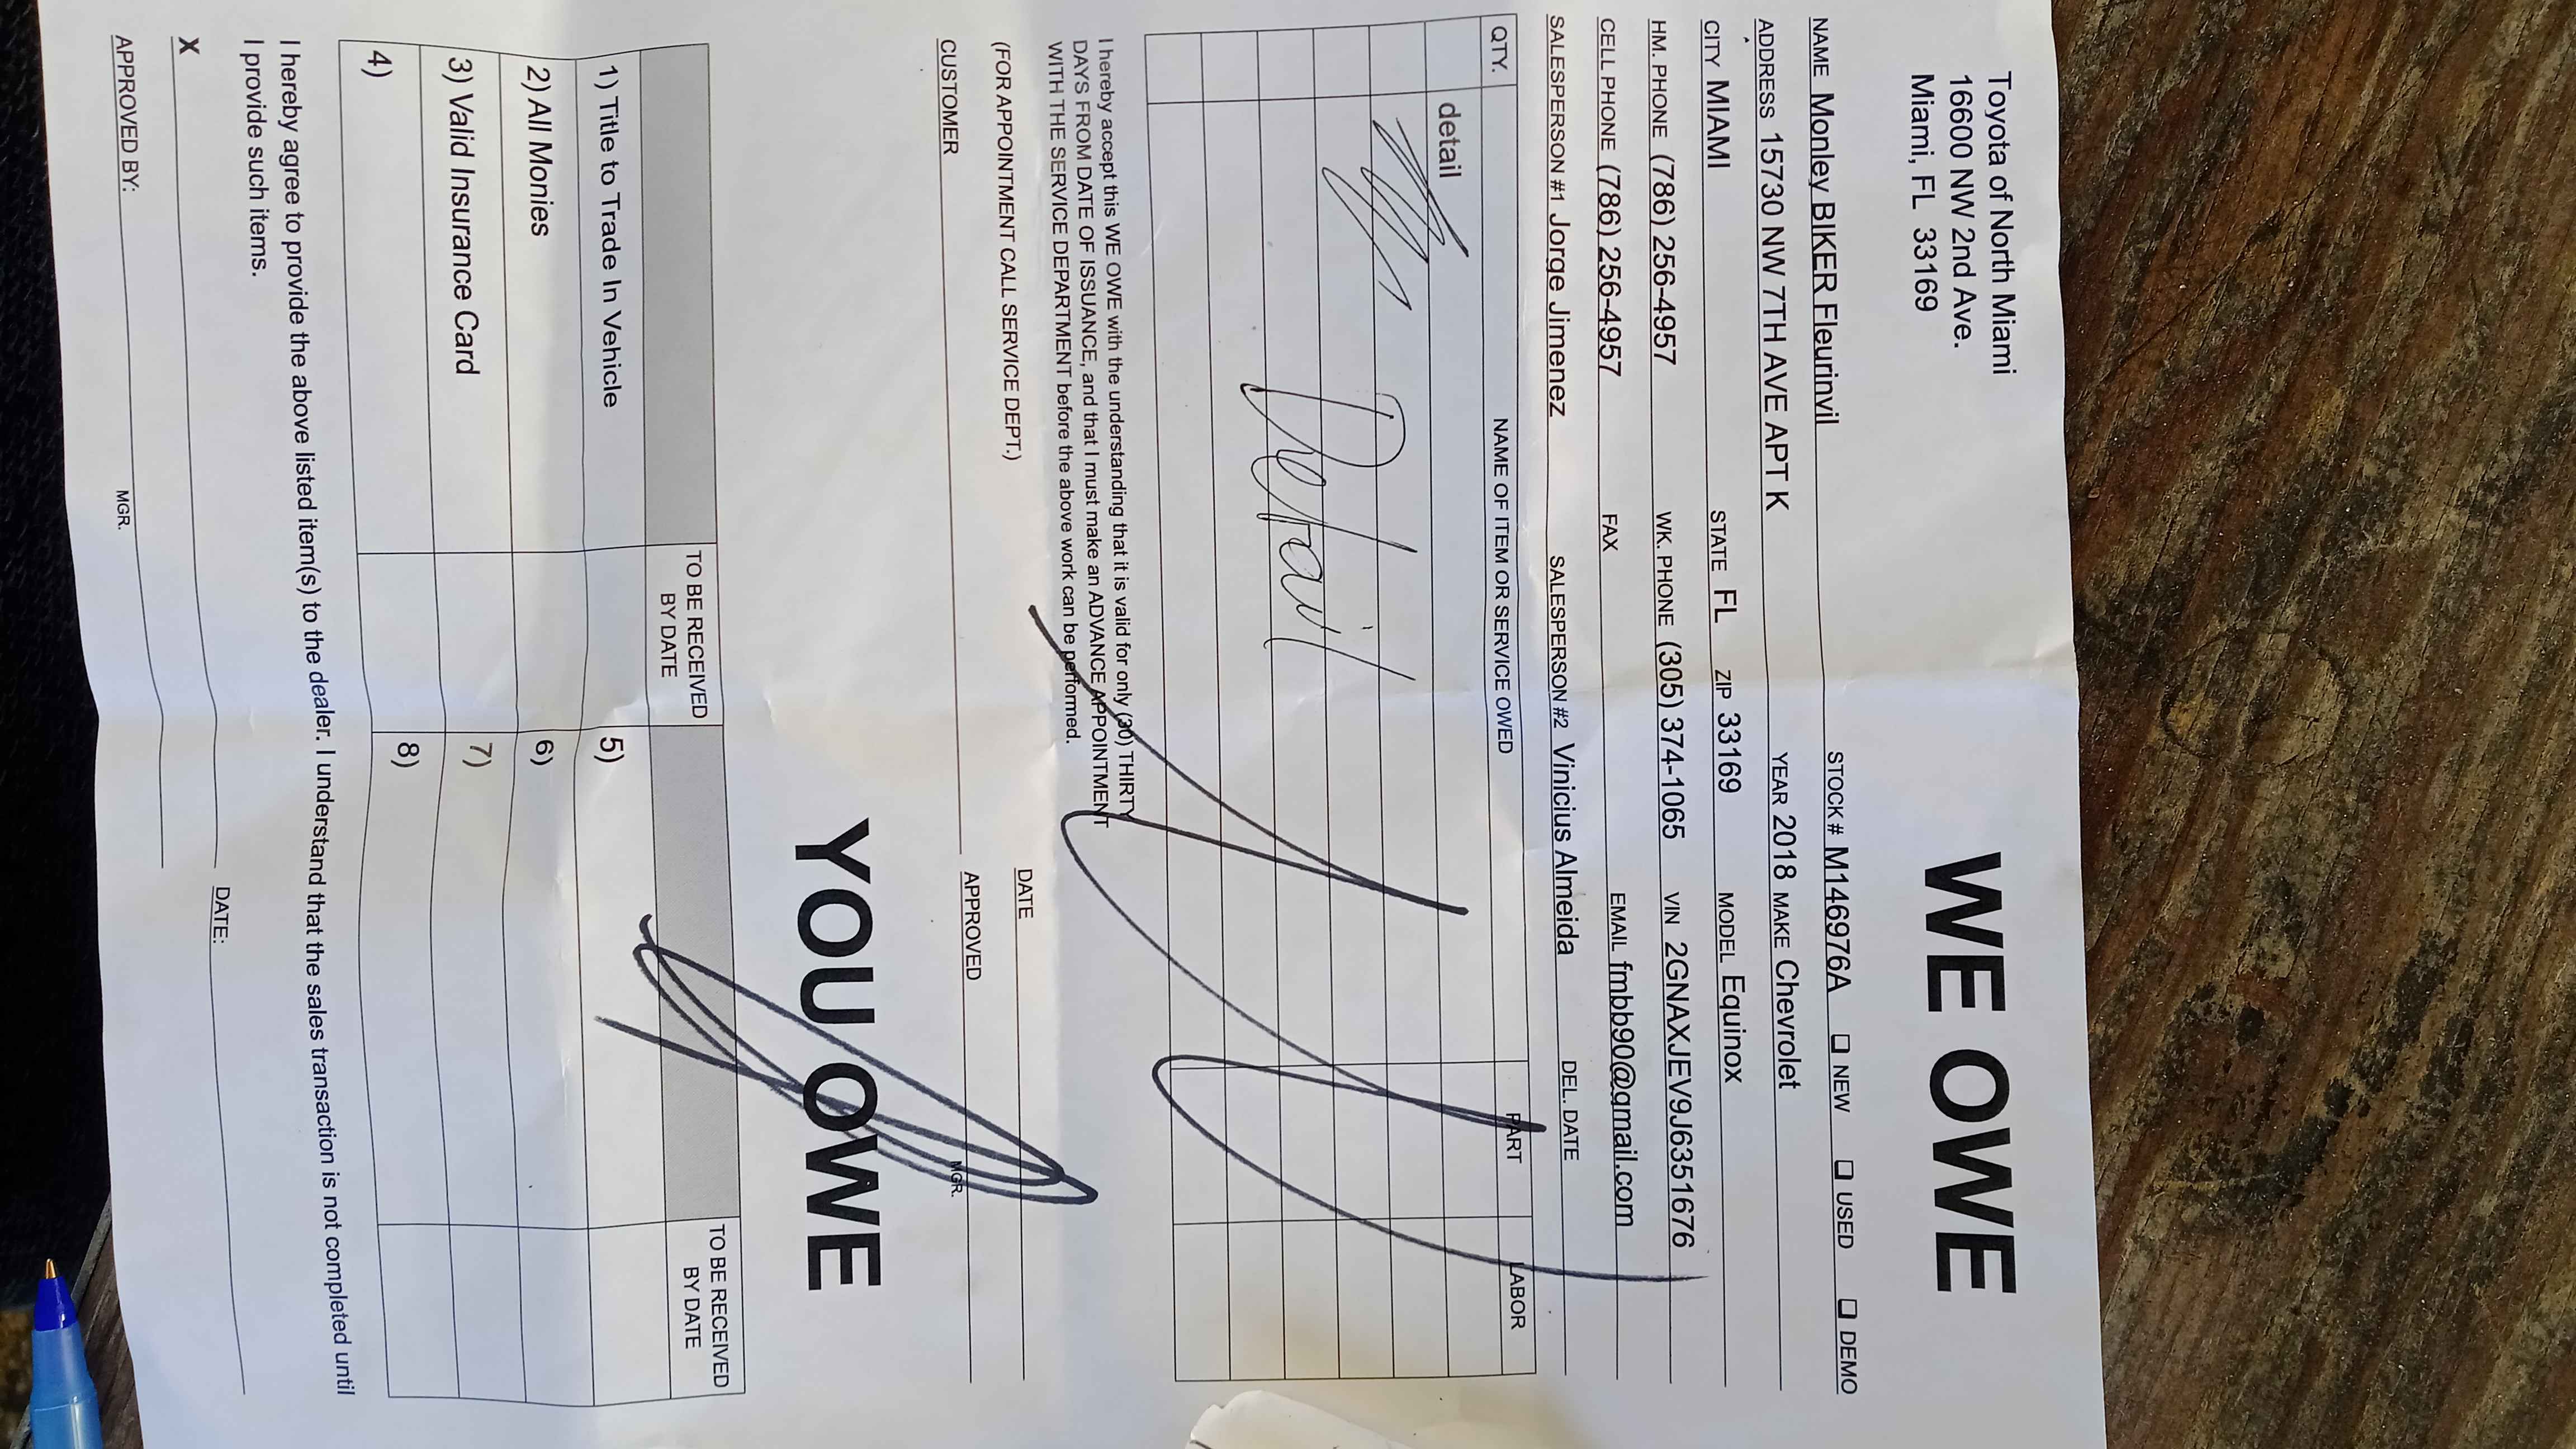 Toyota of North Miami
16600 NW 2nd Ave.
Miami, FL 33169
WE OWE
NAME Monley BIKER Fleurinvil STOCK # M146976A ❑ NEW ❑ USED ❑ DEMO
ADDRESS 15730 NW 7TH AVE APT K YEAR 2018 MAKE Chevrolet
CITY MIAMI STATE FL ZIP 33169 MODEL Equinox
HM. PHONE (786) 256-4957 WK. PHONE (305) 374-1065 VIN 2GNAXJEV9J6351676
CELL PHONE (786) 256-4957 FAX EMAIL fmbb90@gmail.com
SALESPERSON #1 Jorge Jimenez SALESPERSON #2 Vinicius Almeida DEL. DATE
QTY. NAME OF ITEM OR SERVICE OWED PART LABOR
detail
Detail
I hereby accept this WE OWE with the understanding that it is valid for only (30) THIRTY
DAYS FROM DATE OF ISSUANCE, and that I must make an ADVANCE APPOINTMENT
WITH THE SERVICE DEPARTMENT before the above work can be performed.
(FOR APPOINTMENT CALL SERVICE DEPT.) DATE
CUSTOMER APPROVED MGR.
YOU OWE
TO BE RECEIVED BY DATE TO BE RECEIVED BY DATE
1) Title to Trade In Vehicle 5)
2) All Monies 6)
3) Valid Insurance Card 7)
4) 8)
I hereby agree to provide the above listed item(s) to the dealer. I understand that the sales transaction is not completed until
I provide such items.
X DATE:
APPROVED BY: MGR.